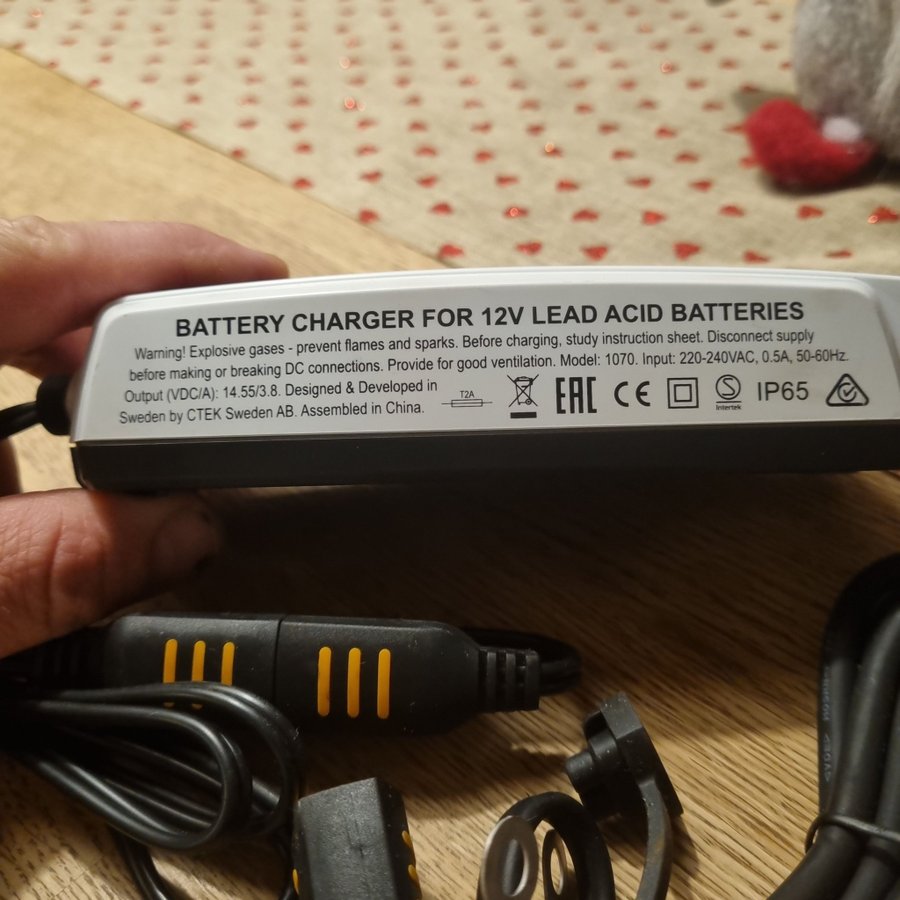 BATTERY CHARGER FOR 12V LEAD ACID BATTERIES
Warning! Explosive gases - prevent flames and sparks. Before charging, study instruction sheet. Disconnect supply
before making or breaking DC connections. Provide for good ventilation. Model: 1070. Input: 220-240VAC, 0.5A, 50-60Hz.
Output (VDC/A): 14.55/3.8. Designed & Developed in
Sweden by CTEK Sweden AB. Assembled in China.
T2A
EAC
CE
S
Intertek
IP65